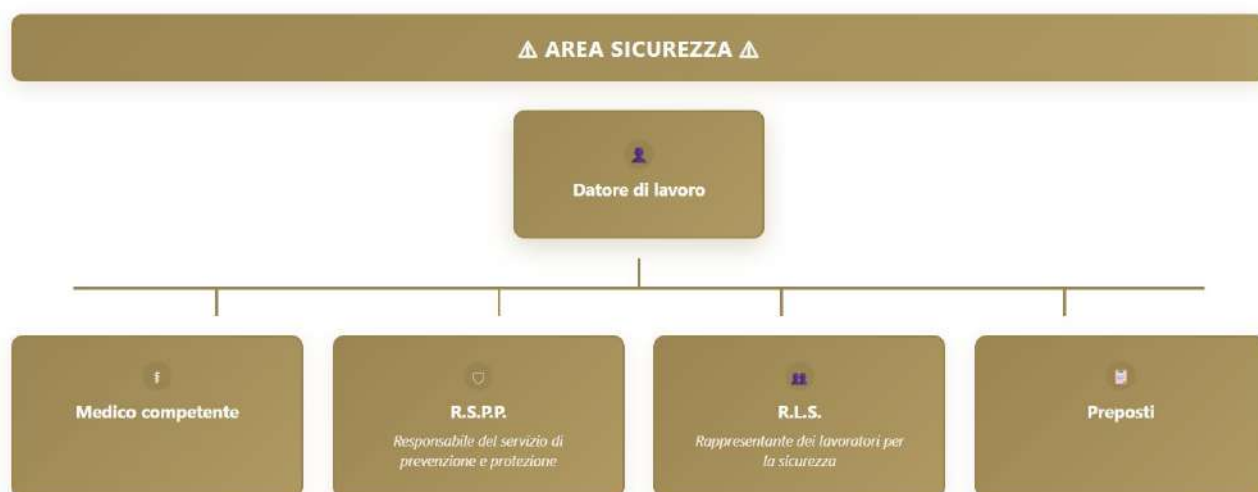 ⚠ AREA SICUREZZA ⚠
Datore di lavoro
Medico competente
R.S.P.P.
Responsabile del servizio di
prevenzione e protezione
R.L.S.
Rappresentante dei lavoratori per
la sicurezza
Preposti